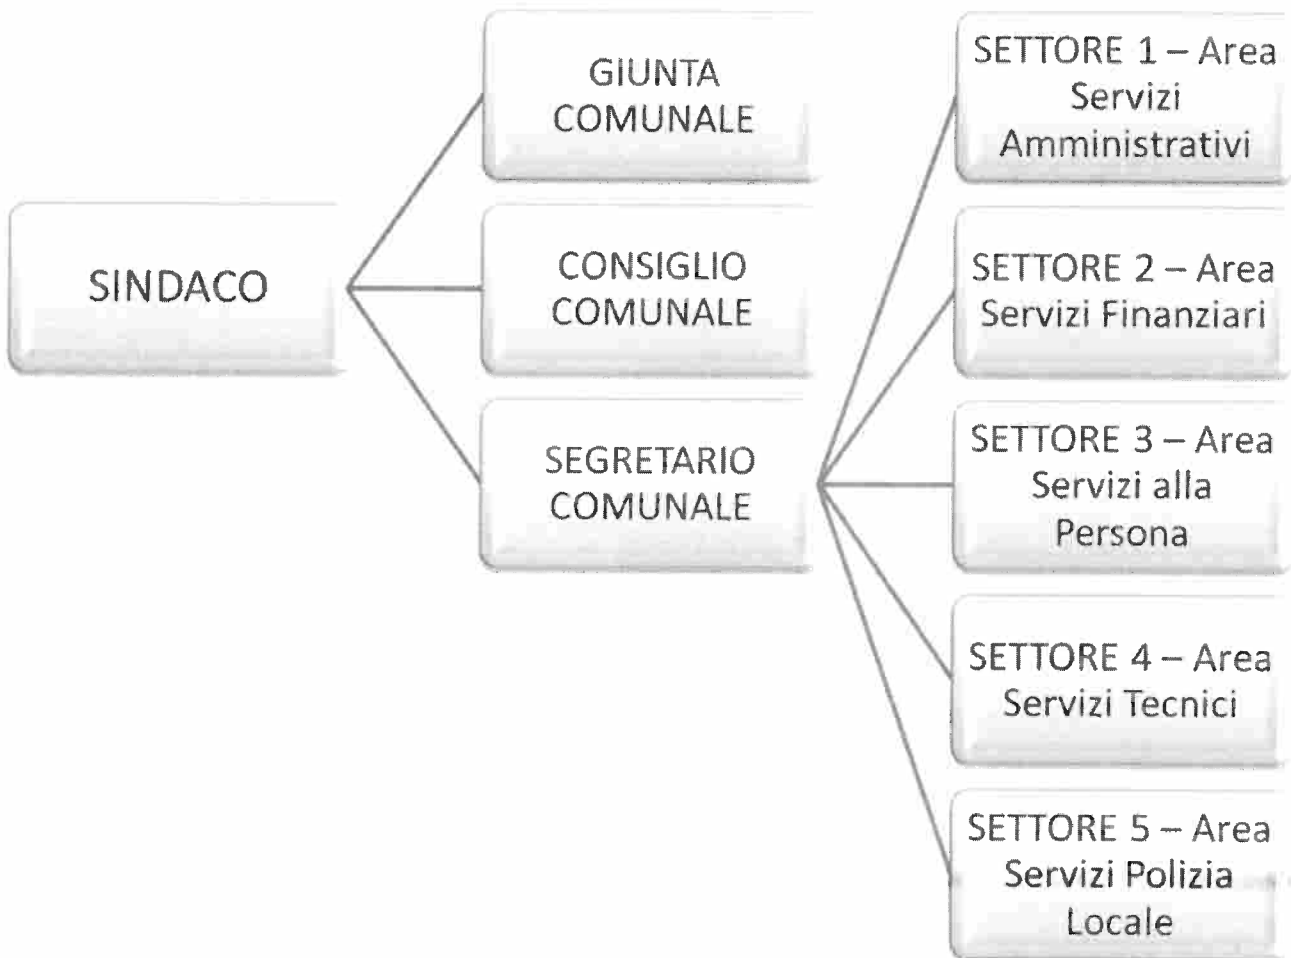 SINDACO
GIUNTA
COMUNALE
CONSIGLIO
COMUNALE
SEGRETARIO
COMUNALE
SETTORE 1 – Area
Servizi
Amministrativi
SETTORE 2 – Area
Servizi Finanziari
SETTORE 3 – Area
Servizi alla
Persona
SETTORE 4 – Area
Servizi Tecnici
SETTORE 5 – Area
Servizi Polizia
Locale